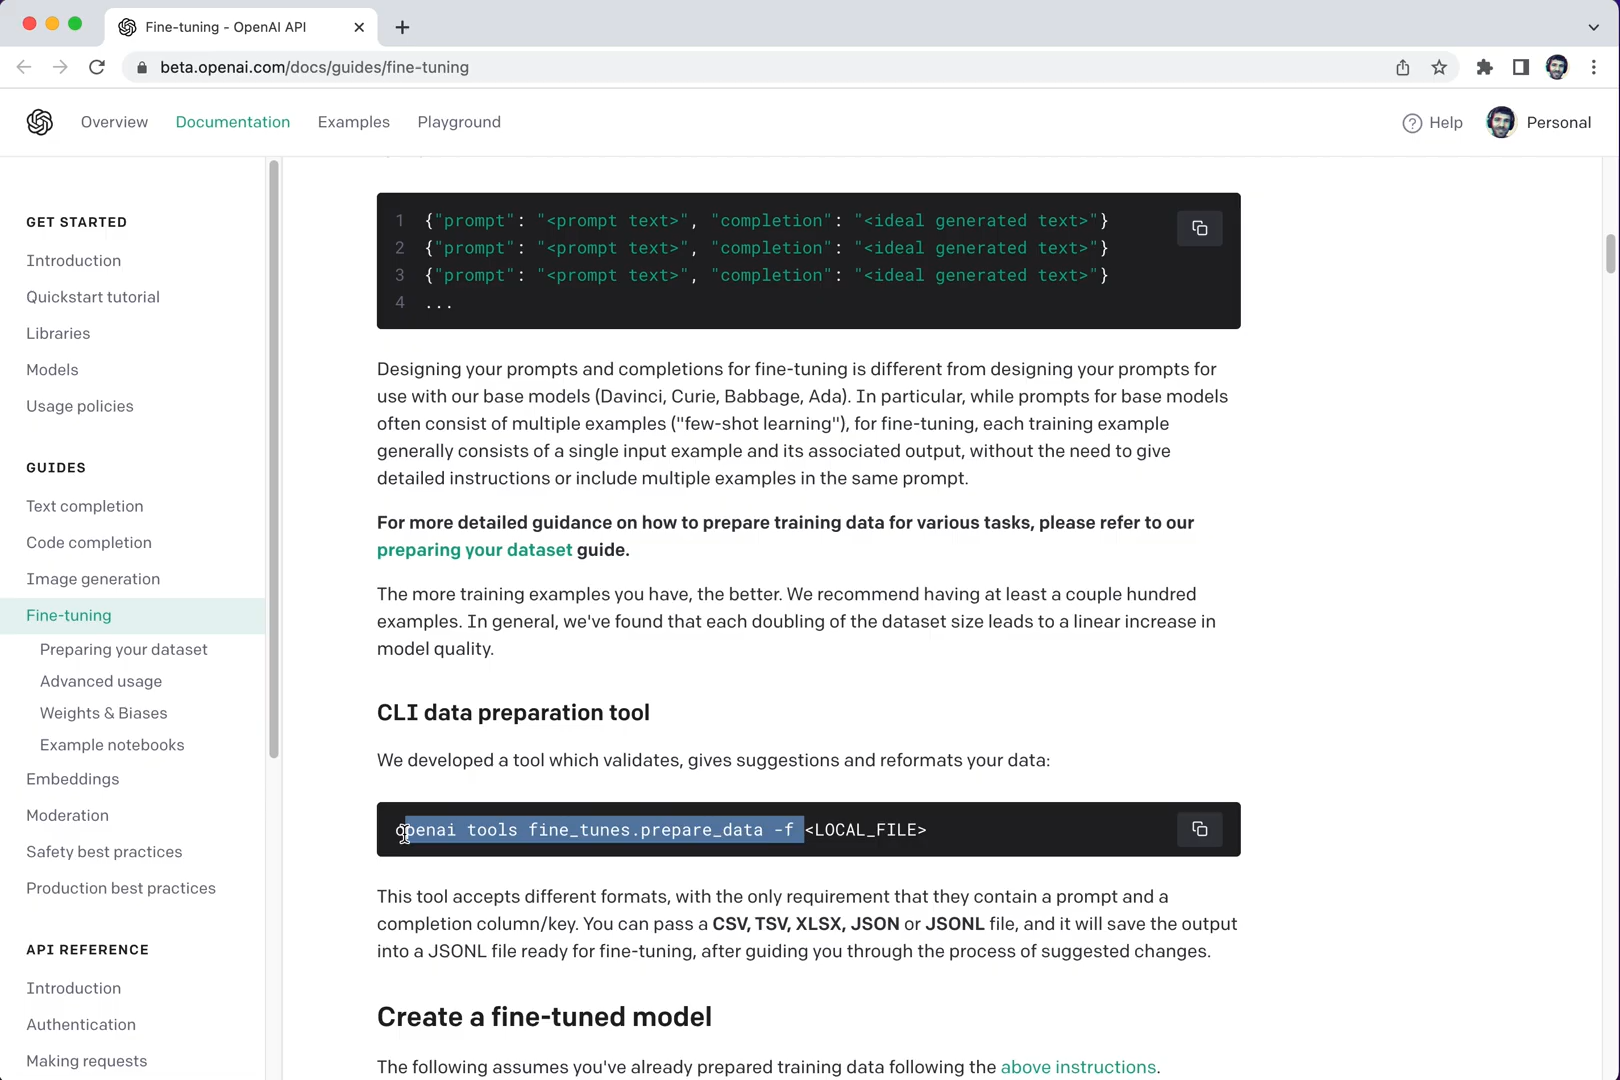 Fine-tuning - OpenAI API
beta.openai.com/docs/guides/fine-tuning
Overview
Documentation
Examples
Playground
Help
Personal
GET STARTED
Introduction
Quickstart tutorial
Libraries
Models
Usage policies
GUIDES
Text completion
Code completion
Image generation
Fine-tuning
Preparing your dataset
Advanced usage
Weights & Biases
Example notebooks
Embeddings
Moderation
Safety best practices
Production best practices
API REFERENCE
Introduction
Authentication
Making requests
1 {"prompt": "<prompt text>", "completion": "<ideal generated text>"}
2 {"prompt": "<prompt text>", "completion": "<ideal generated text>"}
3 {"prompt": "<prompt text>", "completion": "<ideal generated text>"}
4 ...
Designing your prompts and completions for fine-tuning is different from designing your prompts for
use with our base models (Davinci, Curie, Babbage, Ada). In particular, while prompts for base models
often consist of multiple examples ("few-shot learning"), for fine-tuning, each training example
generally consists of a single input example and its associated output, without the need to give
detailed instructions or include multiple examples in the same prompt.
For more detailed guidance on how to prepare training data for various tasks, please refer to our
preparing your dataset guide.
The more training examples you have, the better. We recommend having at least a couple hundred
examples. In general, we've found that each doubling of the dataset size leads to a linear increase in
model quality.
CLI data preparation tool
We developed a tool which validates, gives suggestions and reformats your data:
openai tools fine_tunes.prepare_data -f <LOCAL_FILE>
This tool accepts different formats, with the only requirement that they contain a prompt and a
completion column/key. You can pass a CSV, TSV, XLSX, JSON or JSONL file, and it will save the output
into a JSONL file ready for fine-tuning, after guiding you through the process of suggested changes.
Create a fine-tuned model
The following assumes you've already prepared training data following the above instructions.